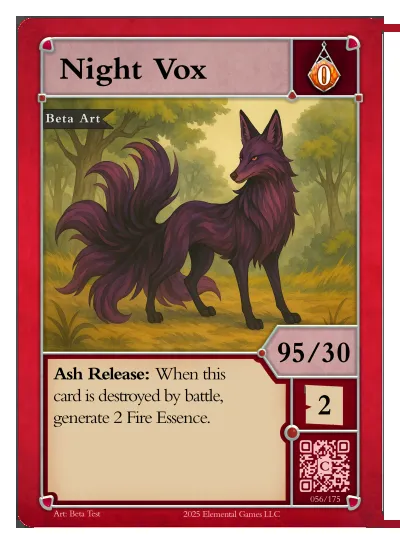 Night Vox
0
Beta Art
95/30
Ash Release: When this
card is destroyed by battle,
generate 2 Fire Essence.
2
C
056/175
Art: Beta Test
2025 Elemental Games LLC